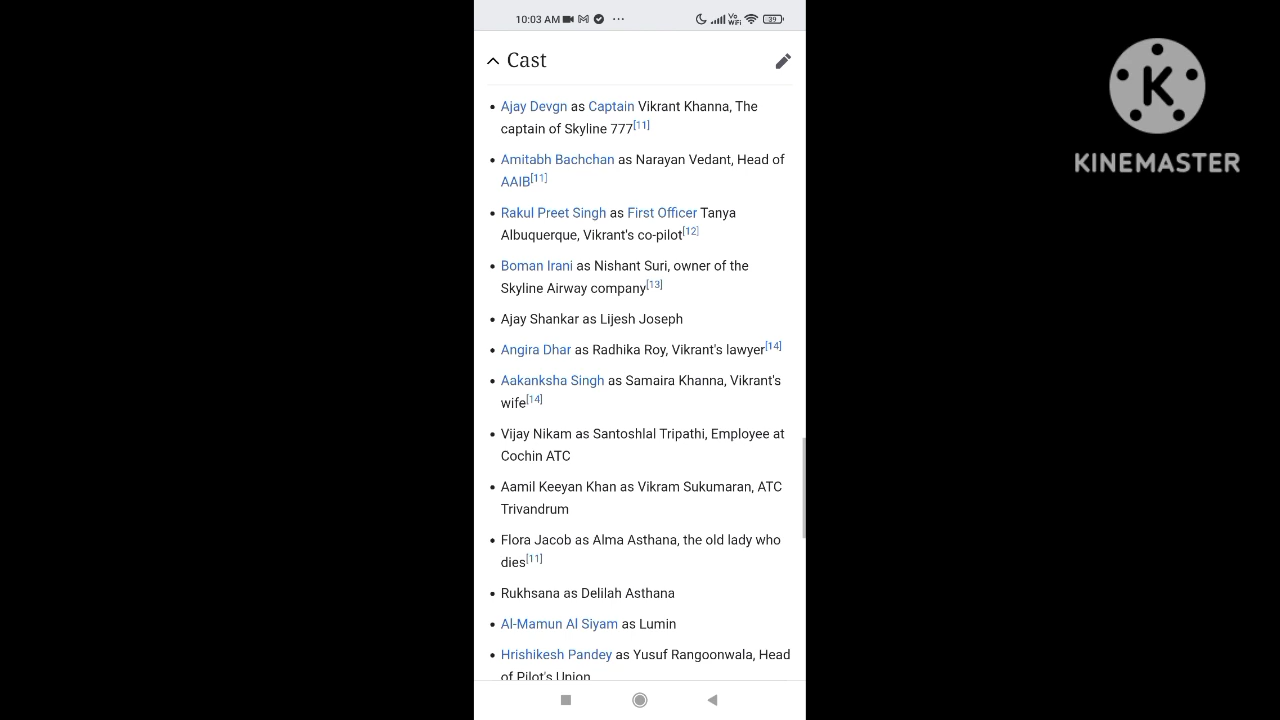 10:03 AM
Vo
WiFi
39
Cast
Ajay Devgn as Captain Vikrant Khanna, The
captain of Skyline 777[11]
Amitabh Bachchan as Narayan Vedant, Head of
AAIB[11]
Rakul Preet Singh as First Officer Tanya
Albuquerque, Vikrant's co-pilot[12]
Boman Irani as Nishant Suri, owner of the
Skyline Airway company[13]
Ajay Shankar as Lijesh Joseph
Angira Dhar as Radhika Roy, Vikrant's lawyer[14]
Aakanksha Singh as Samaira Khanna, Vikrant's
wife[14]
Vijay Nikam as Santoshlal Tripathi, Employee at
Cochin ATC
Aamil Keeyan Khan as Vikram Sukumaran, ATC
Trivandrum
Flora Jacob as Alma Asthana, the old lady who
dies[11]
Rukhsana as Delilah Asthana
Al-Mamun Al Siyam as Lumin
Hrishikesh Pandey as Yusuf Rangoonwala, Head
of Pilot's Union
K
KINEMASTER